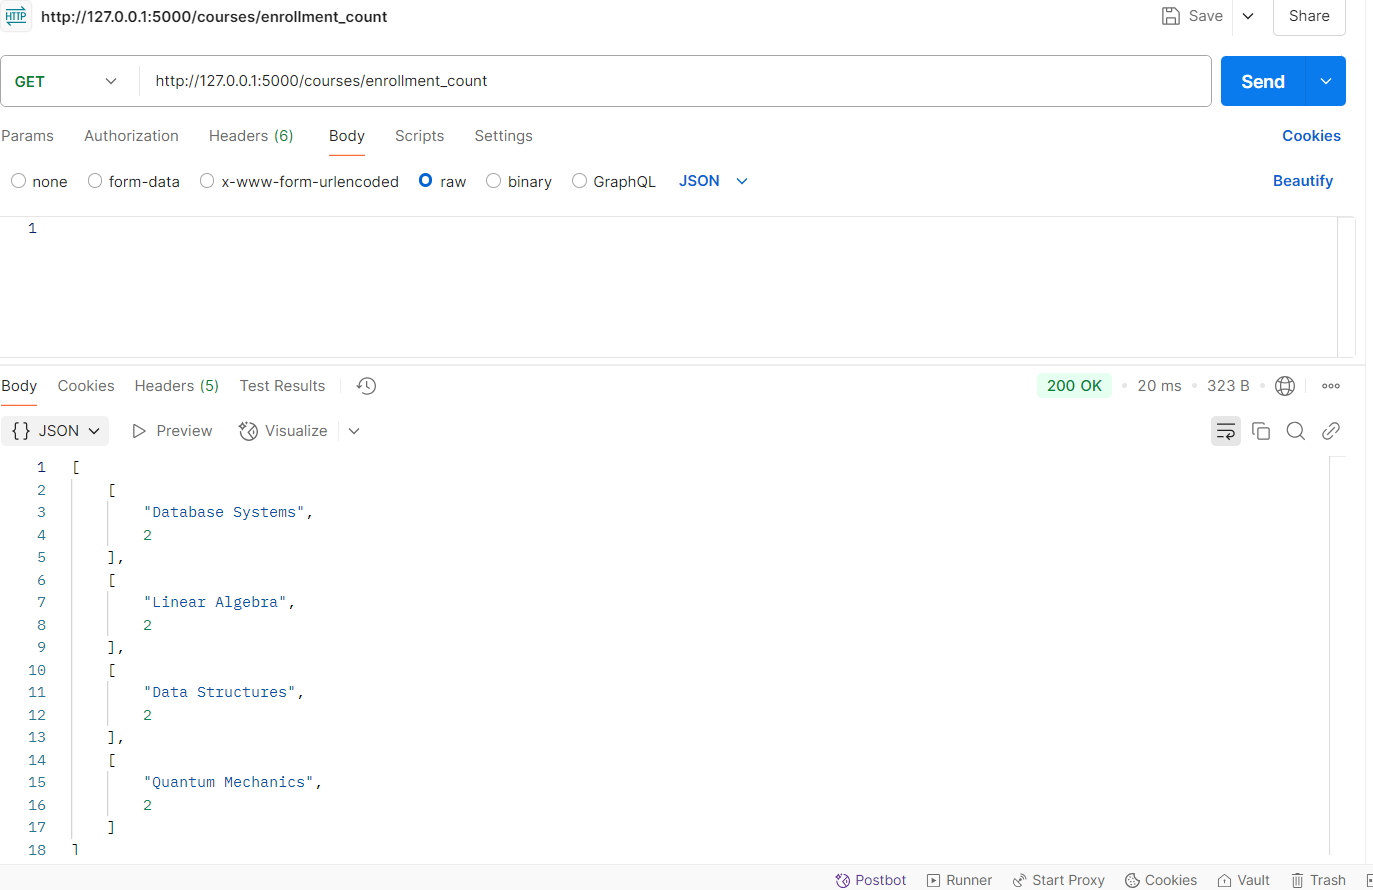 HTTP http://127.0.0.1:5000/courses/enrollment_count Save Share
GET http://127.0.0.1:5000/courses/enrollment_count Send
Params Authorization Headers (6) Body Scripts Settings Cookies
none form-data x-www-form-urlencoded raw binary GraphQL JSON Beautify
1
Body Cookies Headers (5) Test Results 200 OK 20 ms 323 B
{} JSON Preview Visualize
1 [
2 [
3 "Database Systems",
4 2
5 ],
6 [
7 "Linear Algebra",
8 2
9 ],
10 [
11 "Data Structures",
12 2
13 ],
14 [
15 "Quantum Mechanics",
16 2
17 ]
18 ]
Postbot Runner Start Proxy Cookies Vault Trash